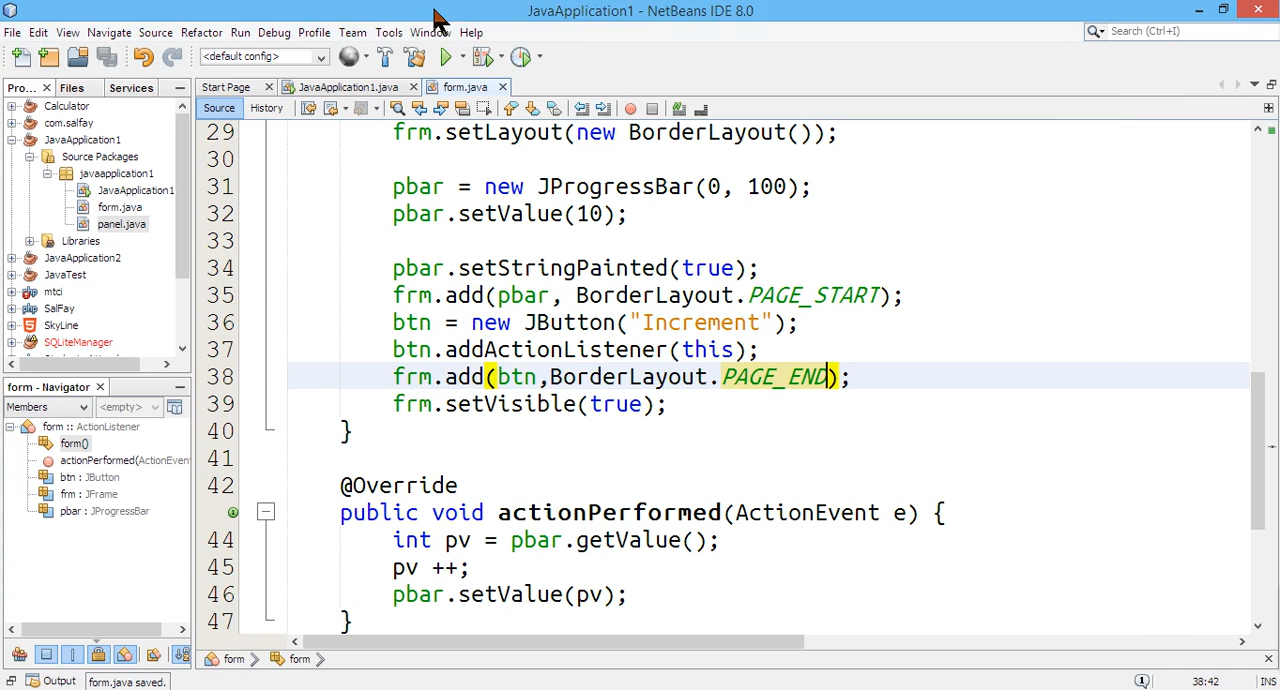 JavaApplication1 - NetBeans IDE 8.0
File Edit View Navigate Source Refactor Run Debug Profile Team Tools Window Help
Search (Ctrl+I)
<default config>
Pro... Files Services
Start Page JavaApplication1.java form.java
Source History
Calculator
com.salfay
JavaApplication1
Source Packages
javaapplication1
JavaApplication1
form.java
panel.java
Libraries
JavaApplication2
JavaTest
mtci
SalFay
SkyLine
SQLiteManager
form - Navigator
Members <empty>
form :: ActionListener
form()
actionPerformed(ActionEven
btn : JButton
frm : JFrame
pbar : JProgressBar
29 frm.setLayout(new BorderLayout());
30
31 pbar = new JProgressBar(0, 100);
32 pbar.setValue(10);
33
34 pbar.setStringPainted(true);
35 frm.add(pbar, BorderLayout.PAGE_START);
36 btn = new JButton("Increment");
37 btn.addActionListener(this);
38 frm.add(btn,BorderLayout.PAGE_END);
39 frm.setVisible(true);
40 }
41
42 @Override
public void actionPerformed(ActionEvent e) {
44 int pv = pbar.getValue();
45 pv ++;
46 pbar.setValue(pv);
47 }
form form
Output form.java saved. 1 38:42 INS